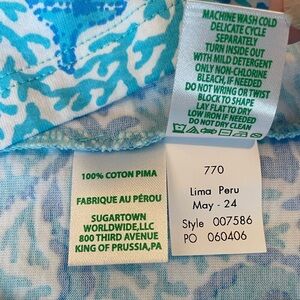 MACHINE WASH COLD
DELICATE CYCLE
SEPARATELY
TURN INSIDE OUT
WITH MILD DETERGENT
ONLY NON-CHLORINE
BLEACH, IF NEEDED
DO NOT WRING OR TWIST
BLOCK TO SHAPE
LAY FLAT TO DRY
LOW IRON IF NEEDED
DO NOT DRY CLEAN
100% COTON PIMA
FABRIQUE AU PÉROU
SUGARTOWN
WORLDWIDE,LLC
800 THIRD AVENUE
KING OF PRUSSIA,PA
770
Lima Peru
May - 24
Style 007586
PO 060406